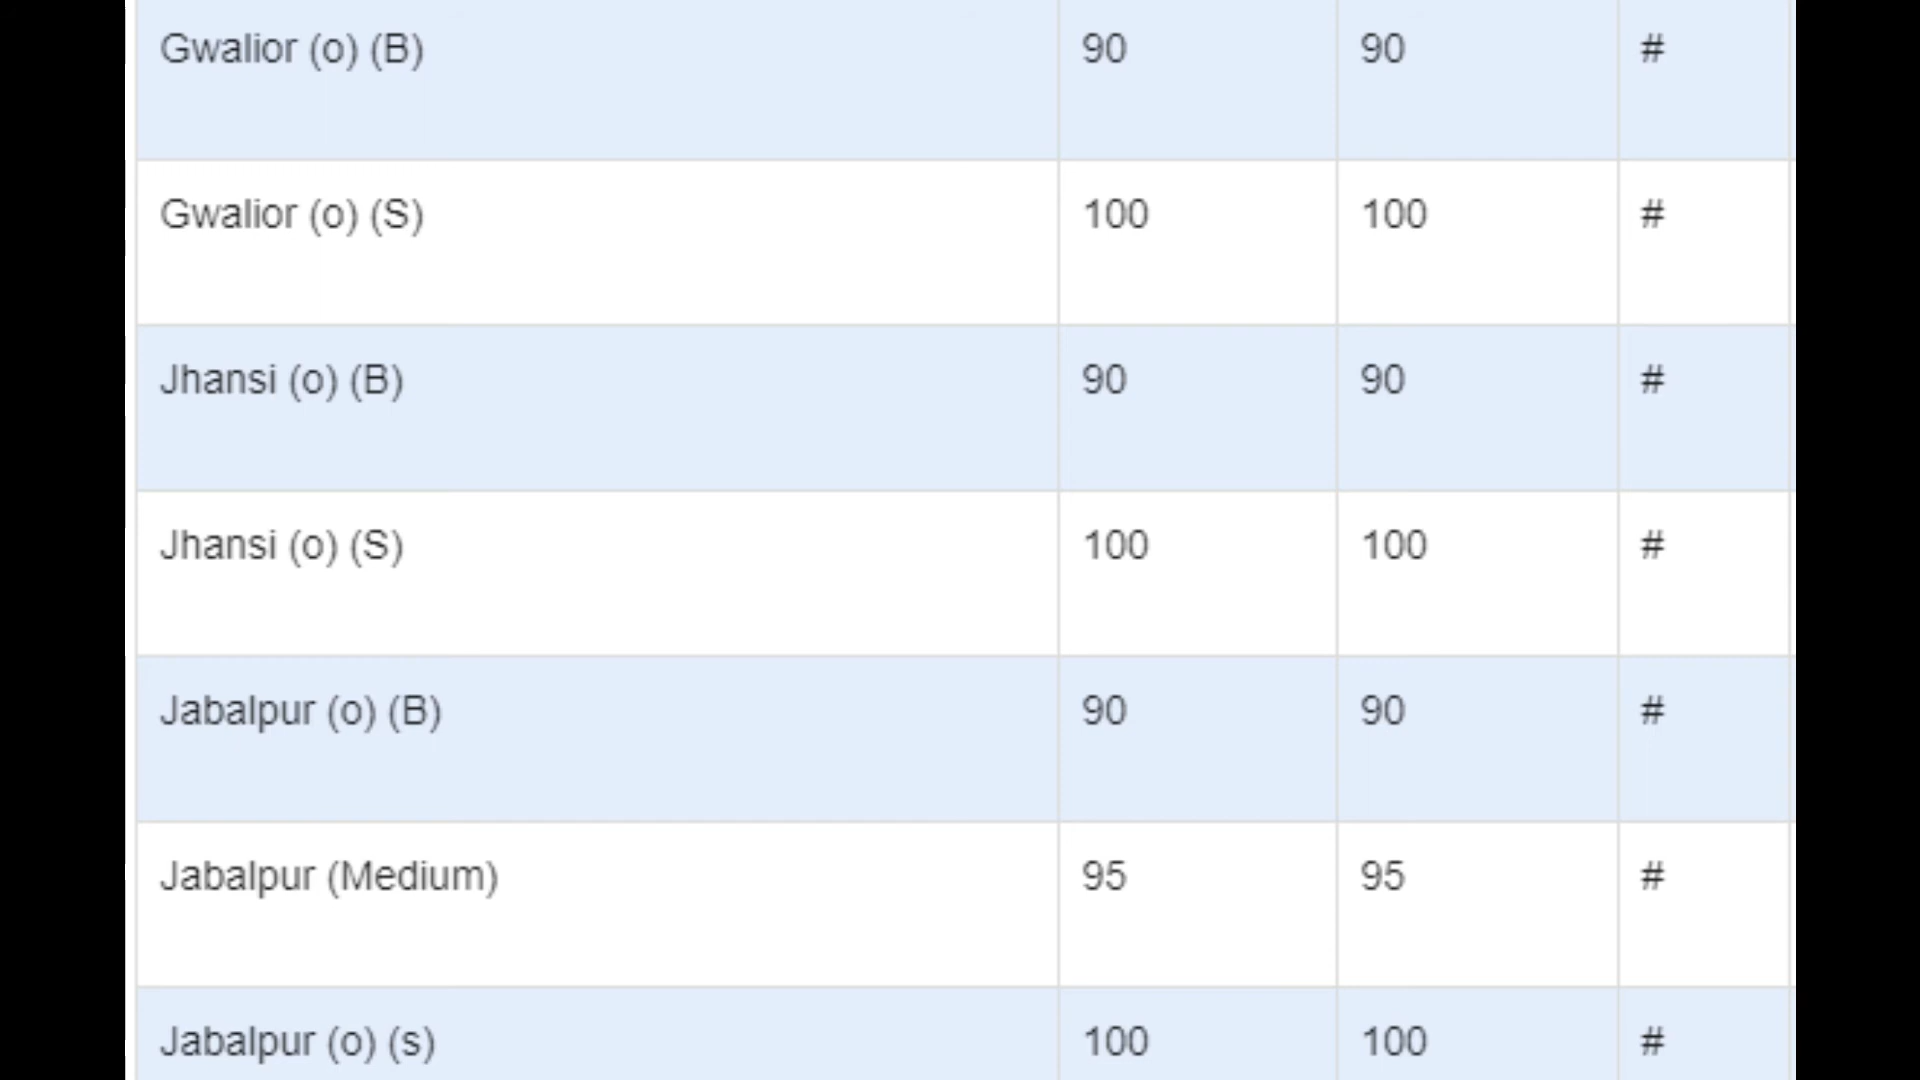 Gwalior (o) (B) 90 90 #
Gwalior (o) (S) 100 100 #
Jhansi (o) (B) 90 90 #
Jhansi (o) (S) 100 100 #
Jabalpur (o) (B) 90 90 #
Jabalpur (Medium) 95 95 #
Jabalpur (o) (s) 100 100 #